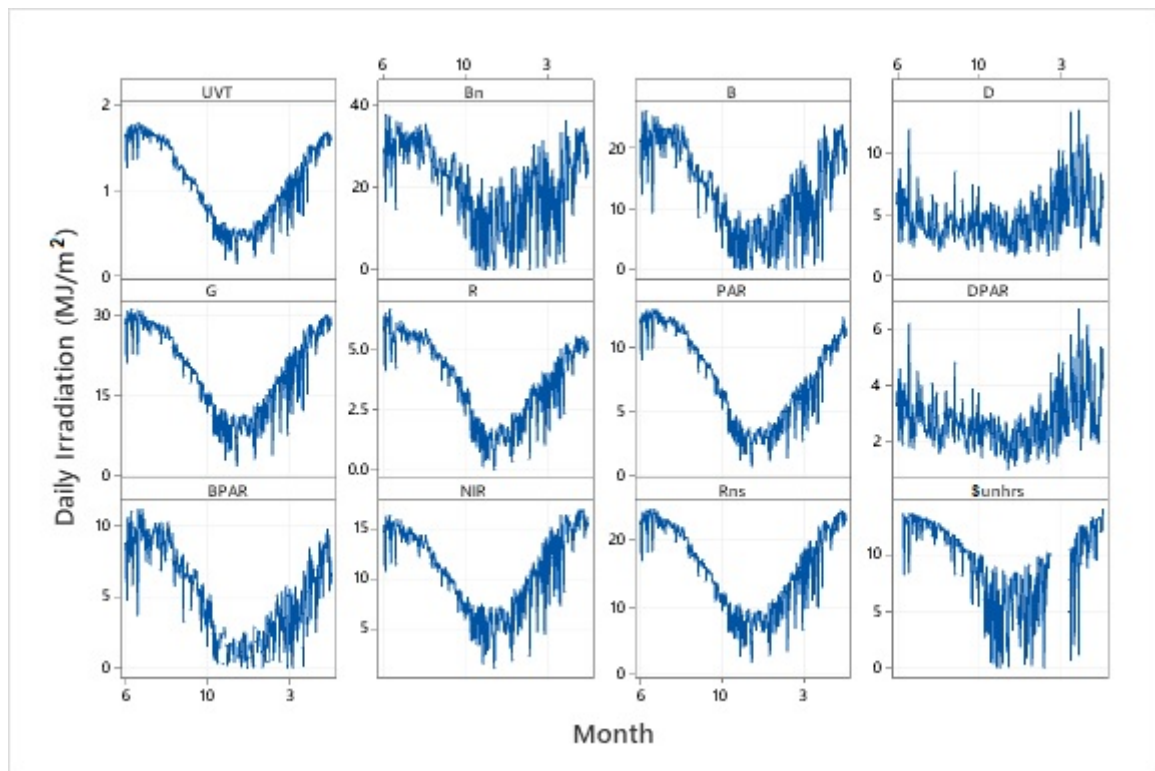 6 10 3 6 10 3
UVT Bn B D
2 40
20 10
1 20
10 5
0 0 0 0
G R PAR DPAR
30 5.0 10 6
15 2.5 5 4
2
0 0.0 0
BPAR NIR Rns Sunhrs
10 15 20 10
5 10 10 5
5
0 0 0
6 10 3 6 10 3
Month
Daily Irradiation (MJ/m²)